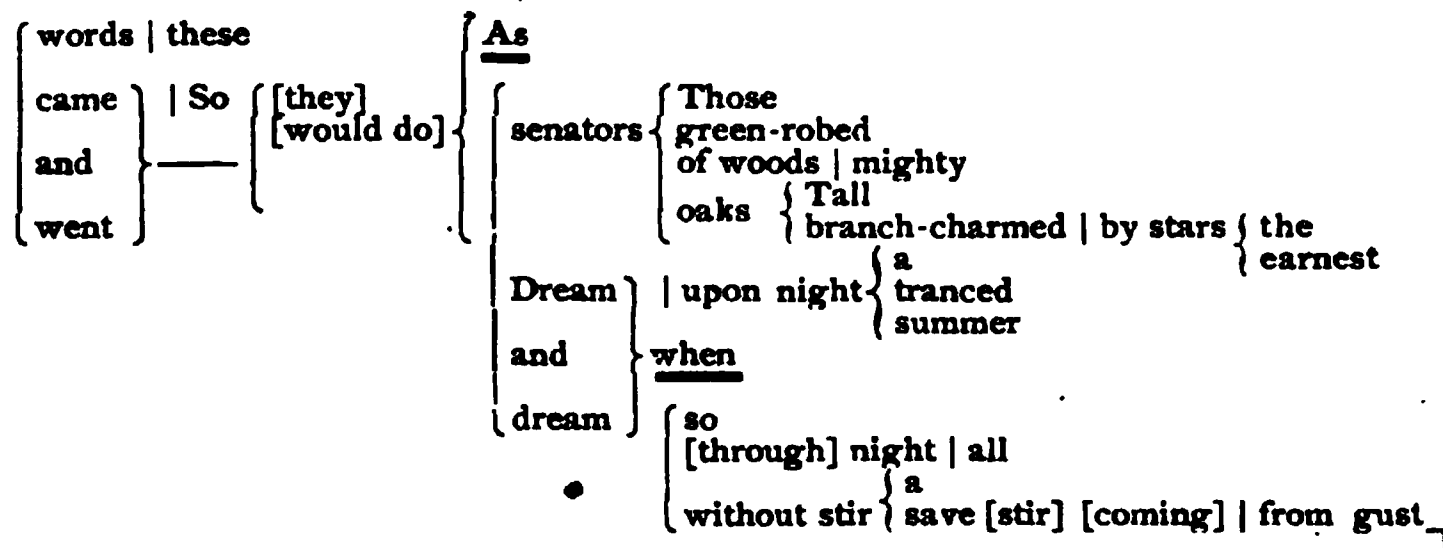 words | these
As
came | So [they]
Those
[would do]
senators
green-robed
and
of woods | mighty
oaks
Tall
went
branch-charmed | by stars
the
earnest
a
Dream | upon night
tranced
summer
and
when
dream
so
[through] night | all
a
without stir
save [stir] [coming] | from gust